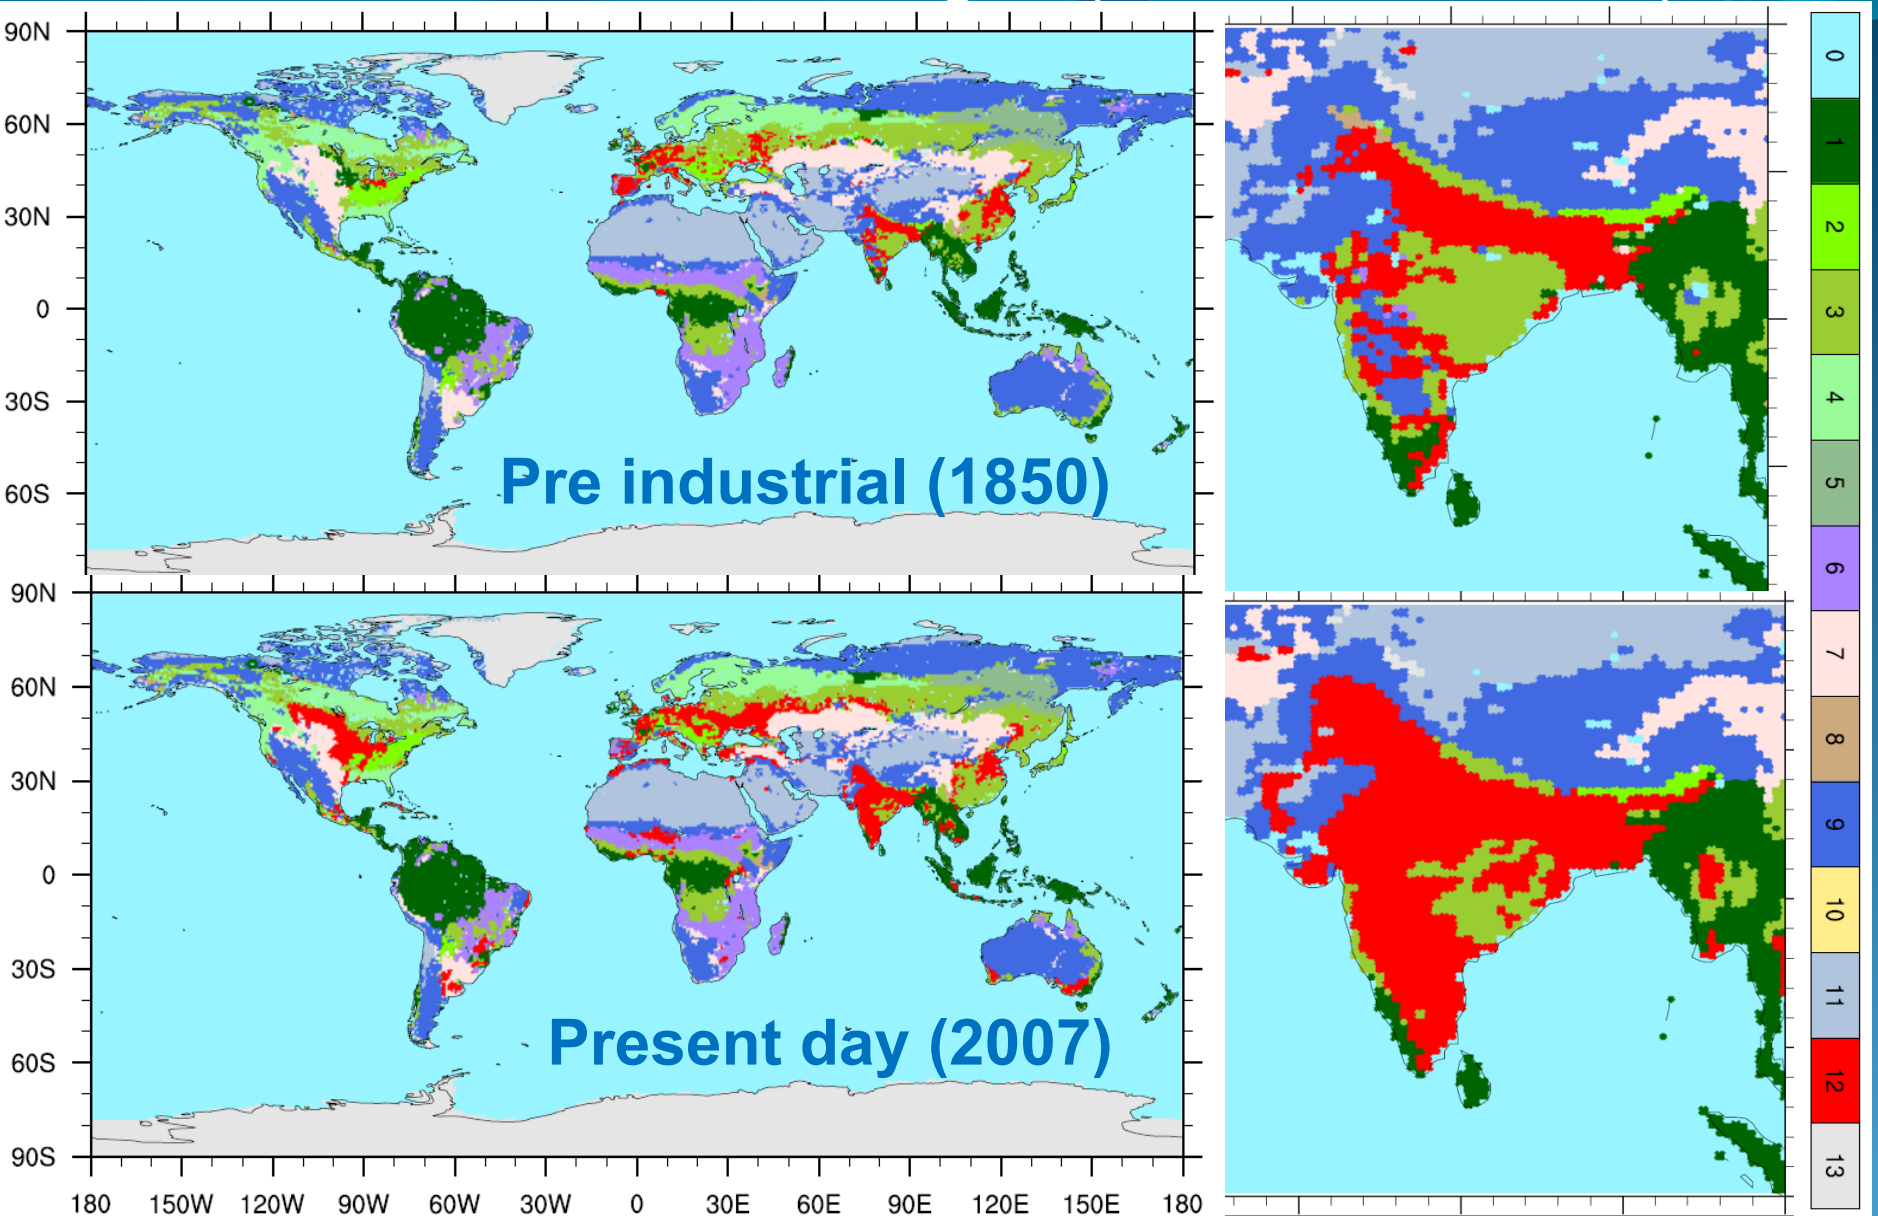 90N
60N
30N
0
30S
60S
Pre industrial (1850)
90N
60N
30N
0
30S
60S
90S
Present day (2007)
180 150W 120W 90W 60W 30W 0 30E 60E 90E 120E 150E 180
0
1
2
3
4
5
6
7
8
9
10
11
12
13